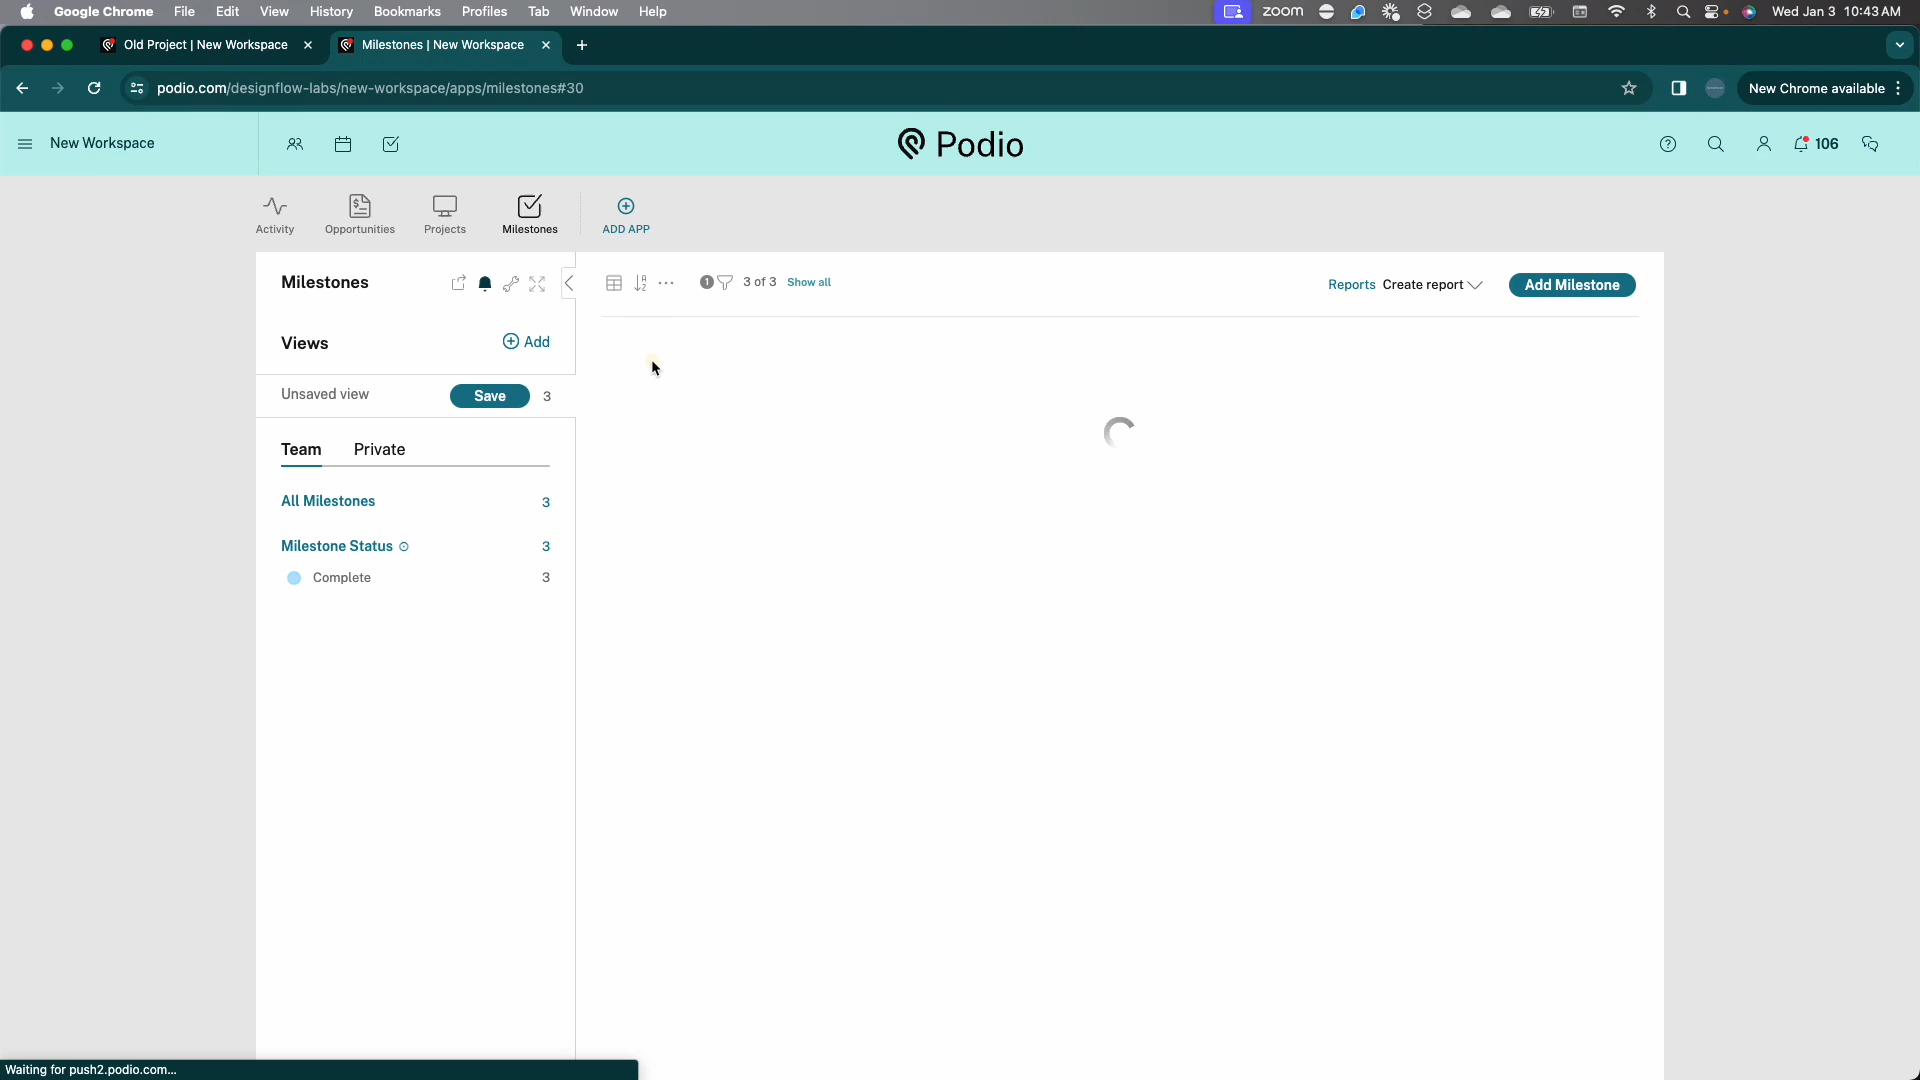 Google Chrome File Edit View History Bookmarks Profiles Tab Window Help zoom Wed Jan 3 10:43 AM
Old Project | New Workspace Milestones | New Workspace
podio.com/designflow-labs/new-workspace/apps/milestones#30 New Chrome available
New Workspace Podio 106
Activity Opportunities Projects Milestones ADD APP
Milestones 1 3 of 3 Show all Reports Create report Add Milestone
Views Add
Unsaved view Save 3
Team Private
All Milestones 3
Milestone Status 3
Complete 3
Waiting for push2.podio.com...